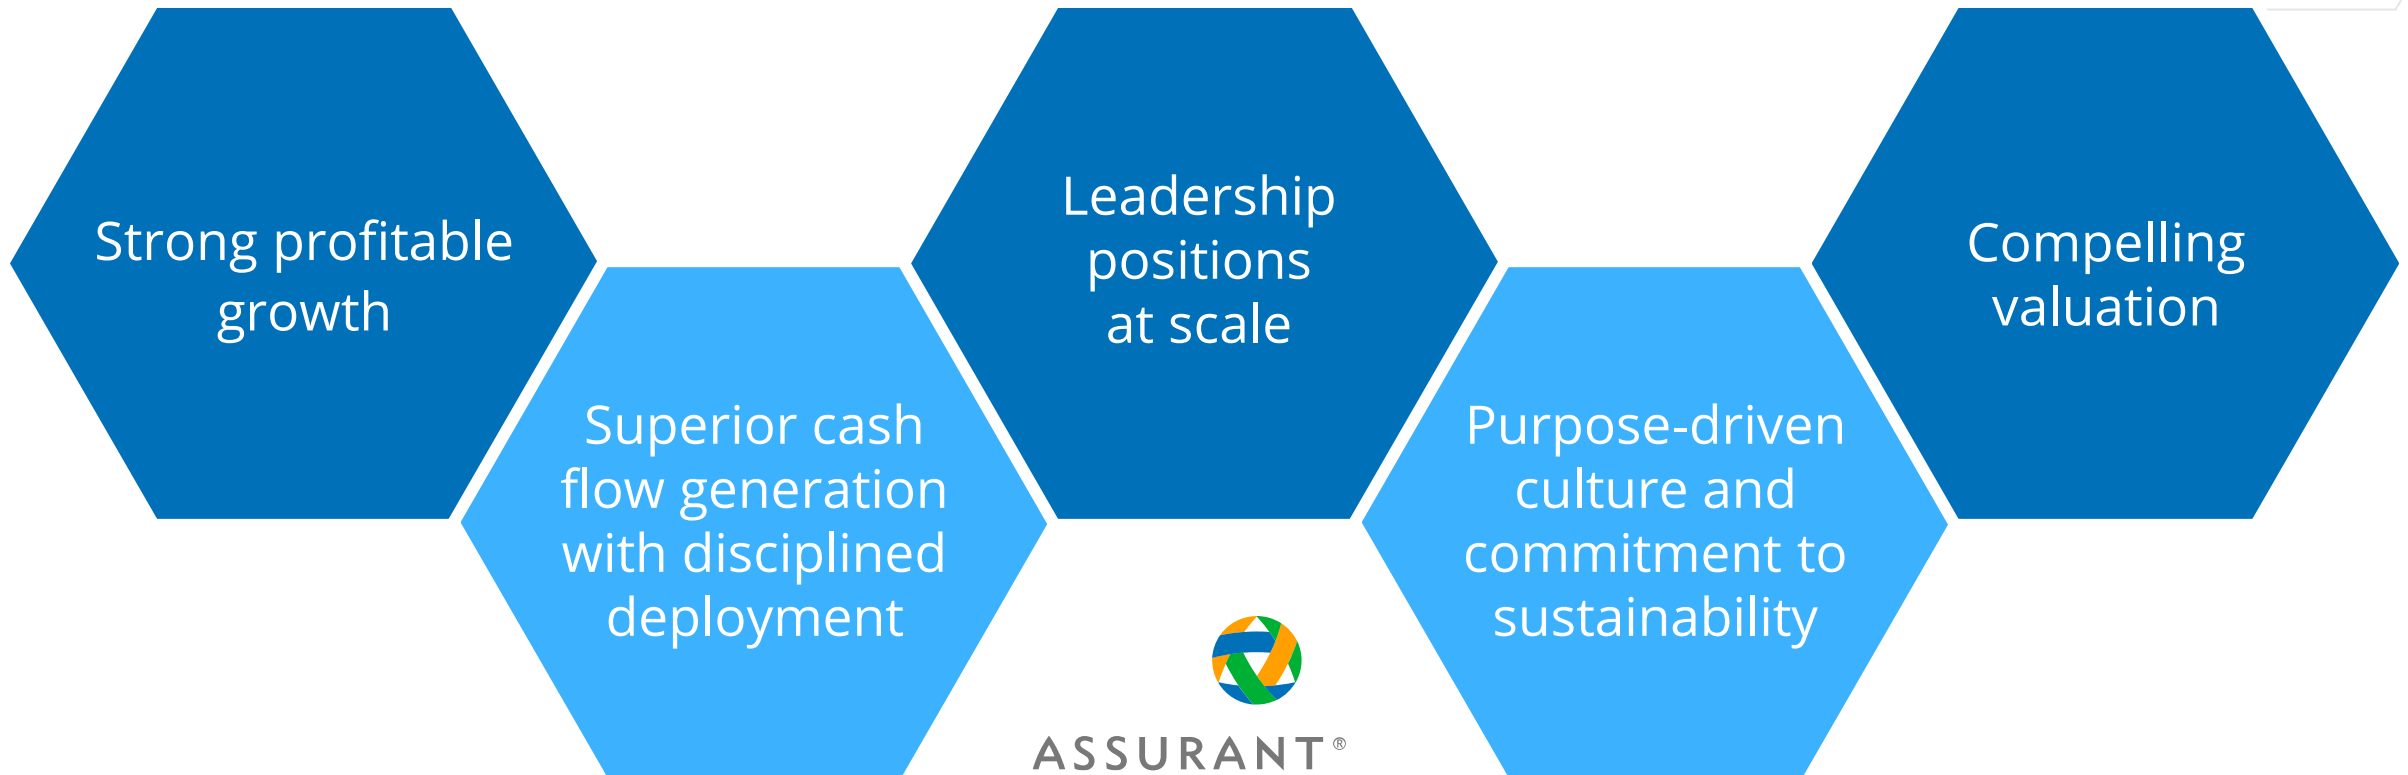 Strong profitable
growth
Superior cash
flow generation
with disciplined
deployment
Leadership
positions
at scale
Purpose-driven
culture and
commitment to
sustainability
Compelling
valuation
ASSURANT®